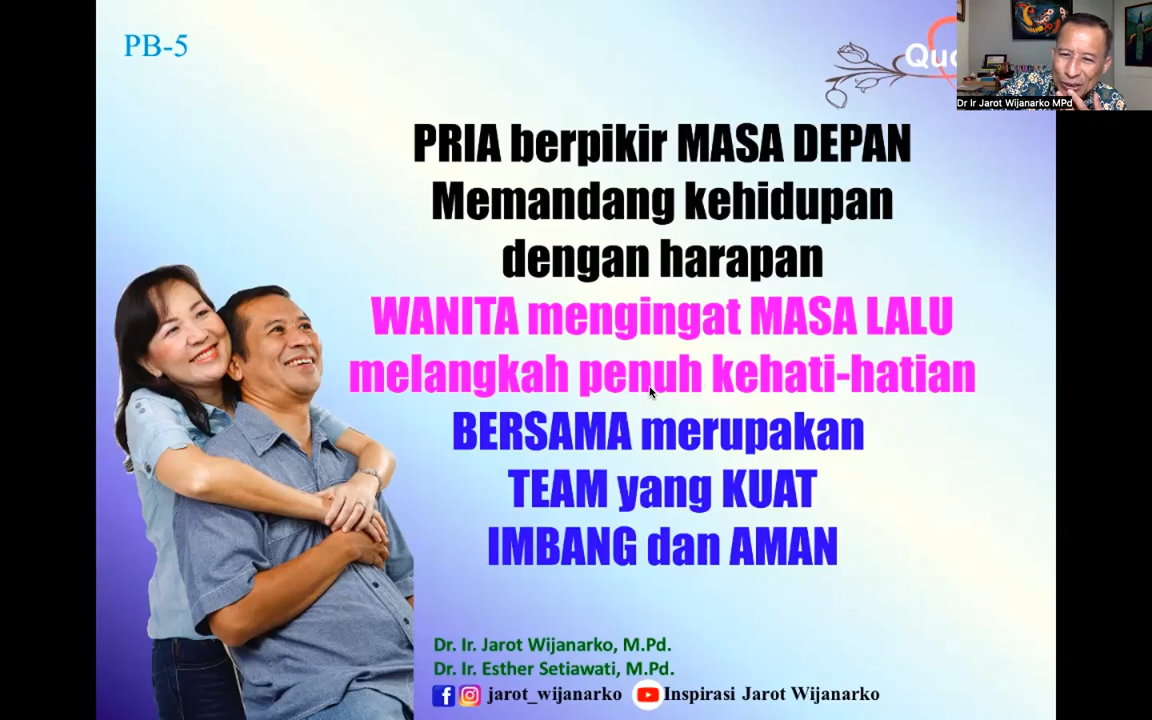 PB-5
Dr Ir Jarot Wijanarko MPd
PRIA berpikir MASA DEPAN
Memandang kehidupan
dengan harapan
WANITA mengingat MASA LALU
melangkah penuh kehati-hatian
BERSAMA merupakan
TEAM yang KUAT
IMBANG dan AMAN
Dr. Ir. Jarot Wijanarko, M.Pd.
Dr. Ir. Esther Setiawati, M.Pd.
jarot_wijanarko Inspirasi Jarot Wijanarko